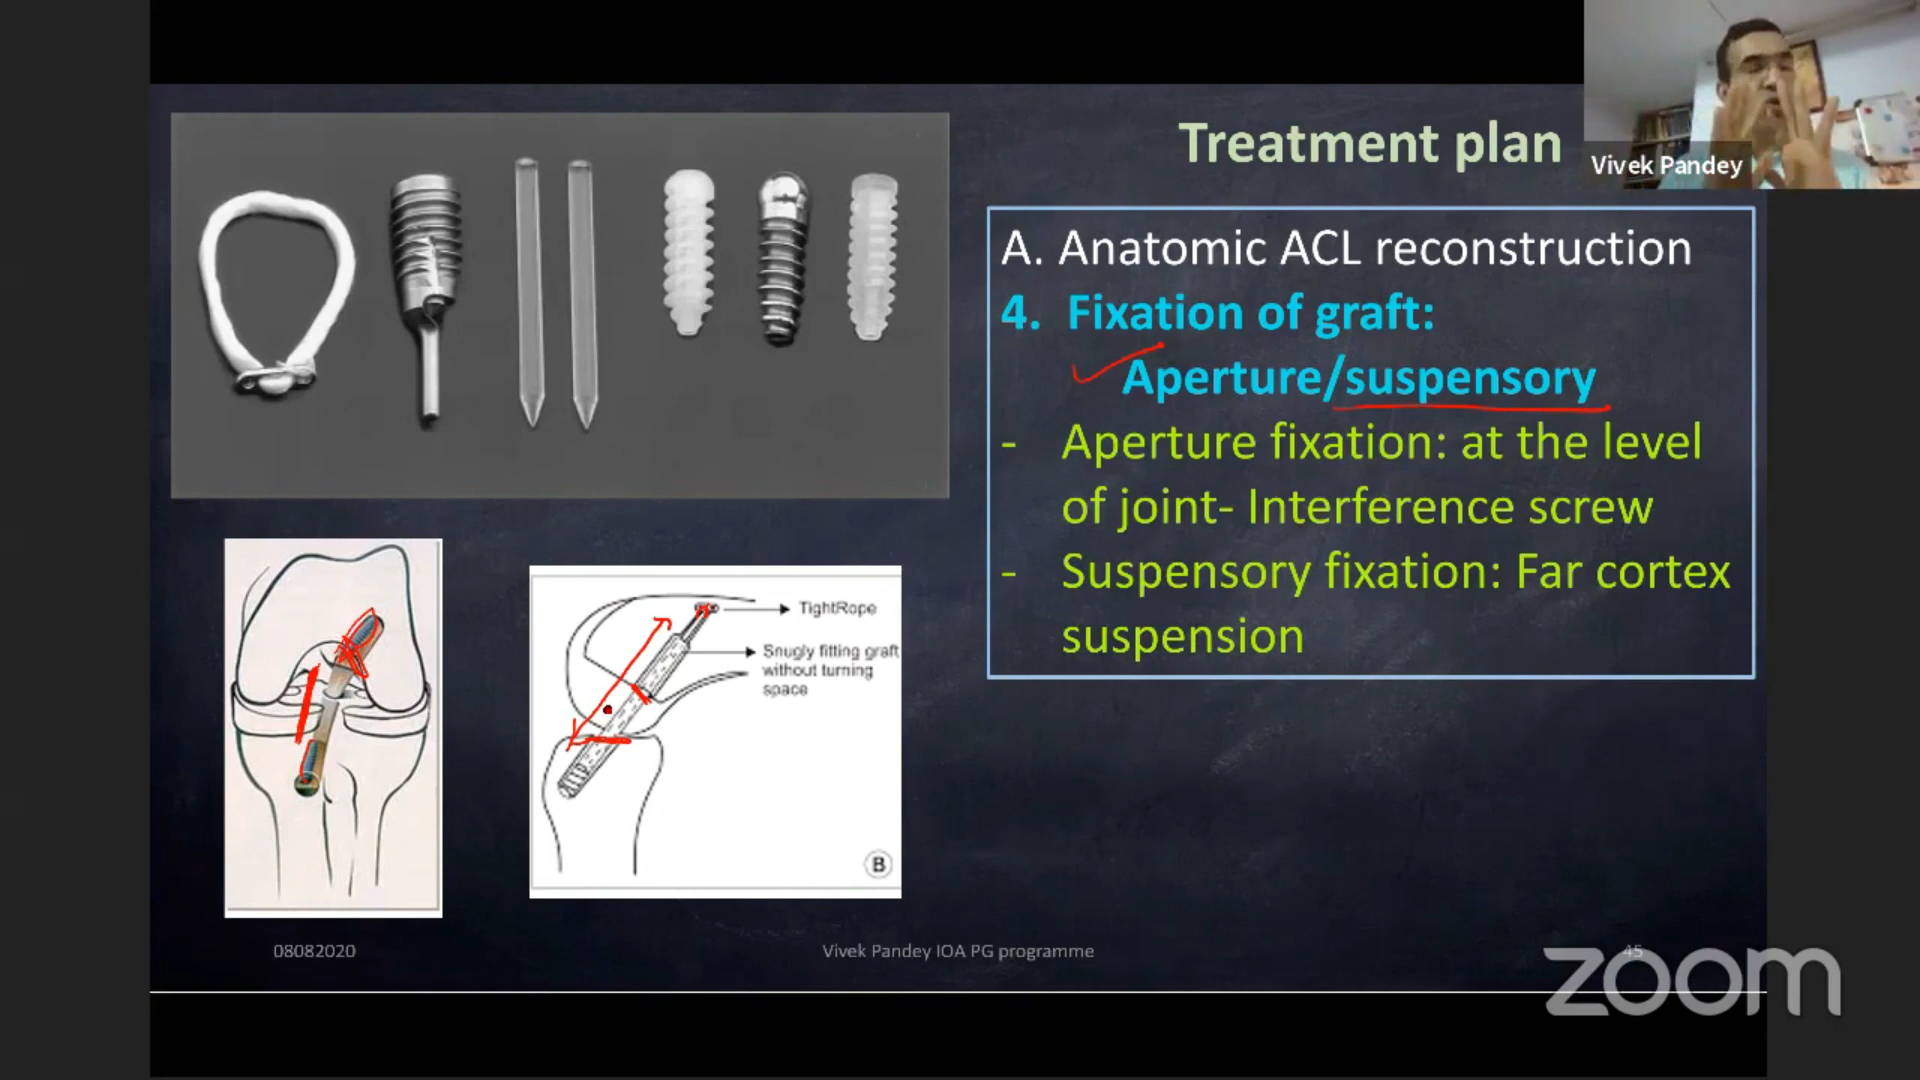 Treatment plan
Vivek Pandey
A. Anatomic ACL reconstruction
4. Fixation of graft:
Aperture/suspensory
- Aperture fixation: at the level
of joint- Interference screw
- Suspensory fixation: Far cortex
suspension
TightRope
Snugly fitting graft
without turning
space
B
08082020
Vivek Pandey IOA PG programme
45
zoom